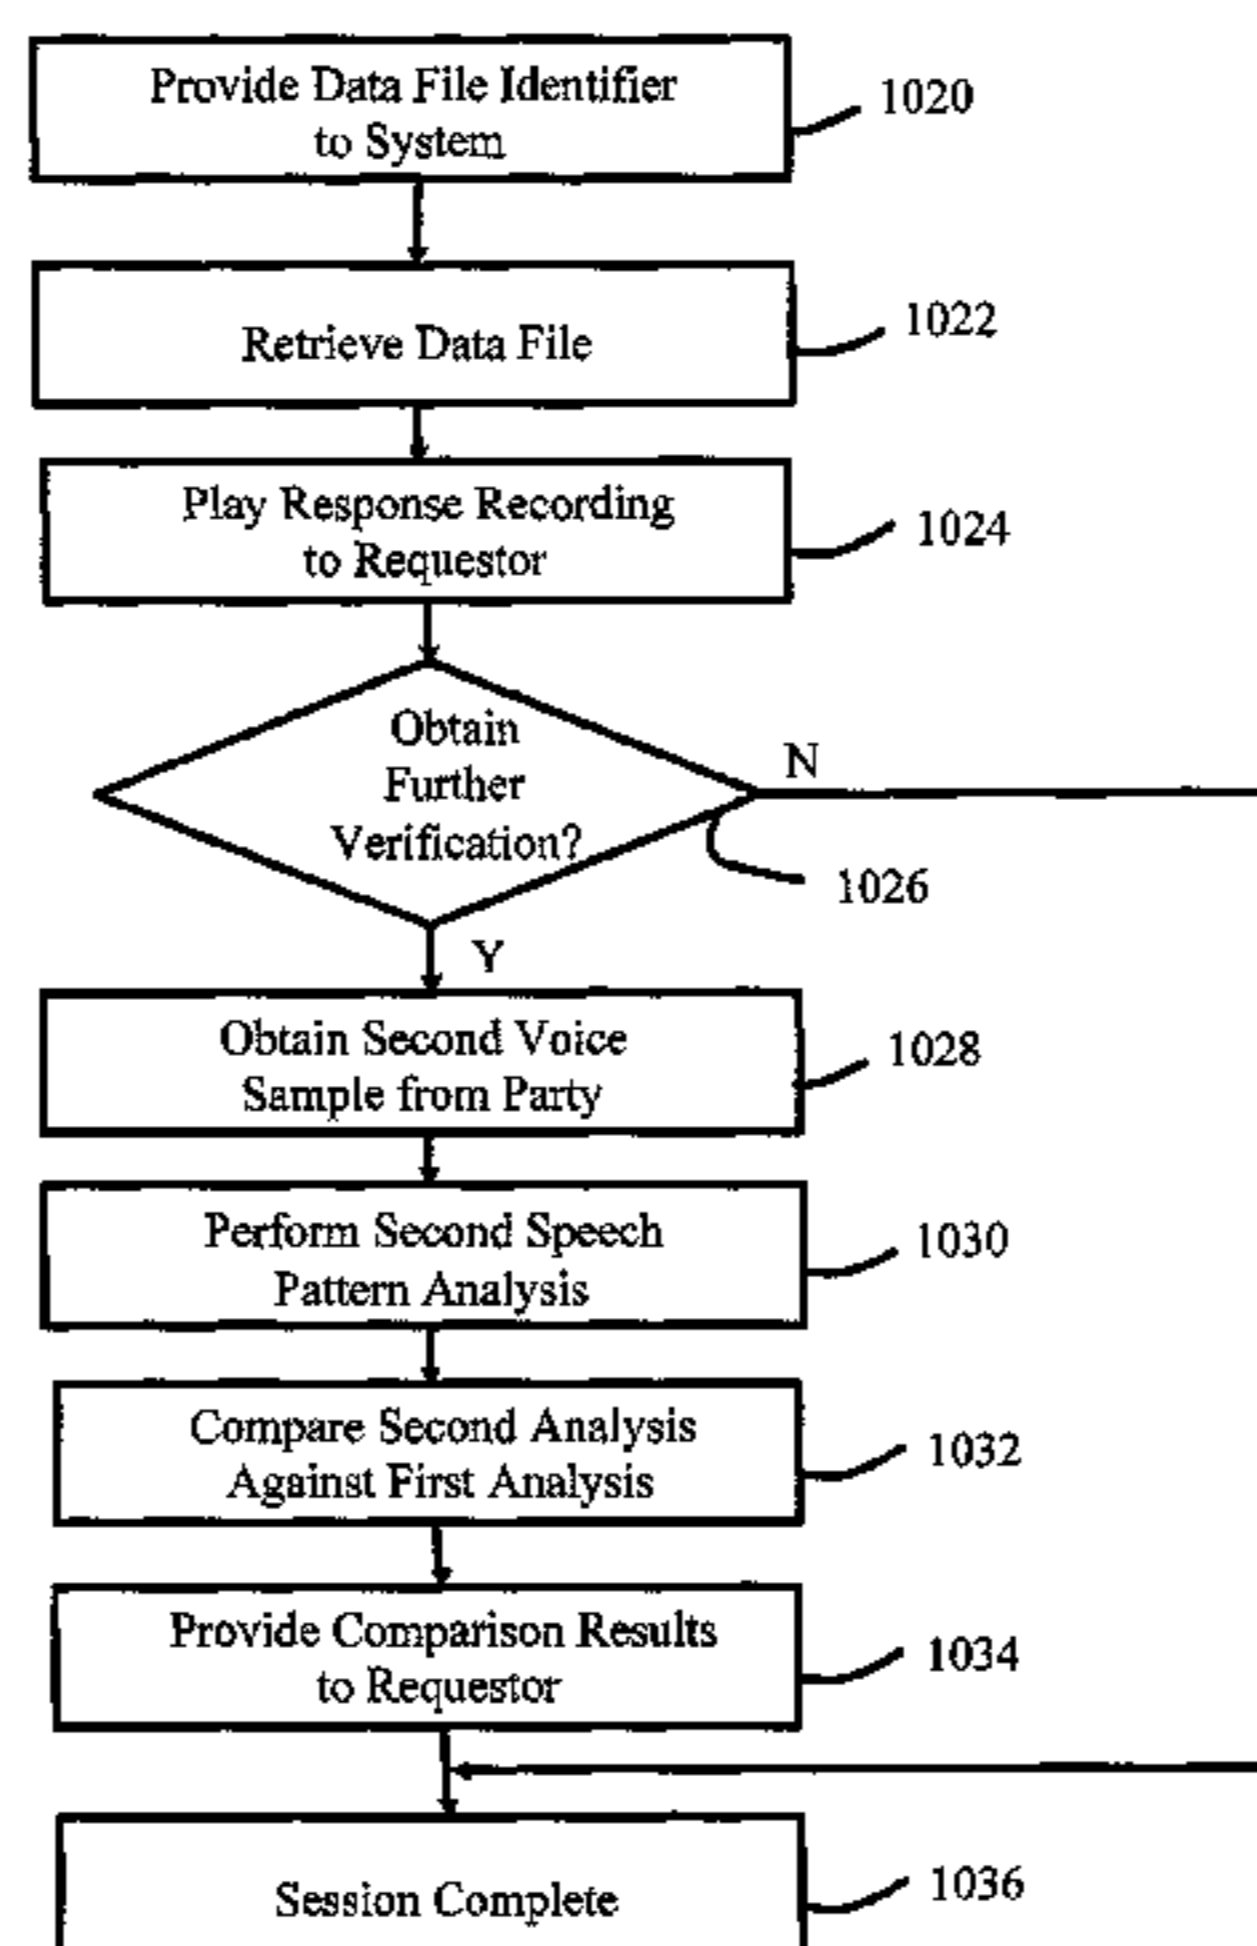 Provide Data File Identifier
to System
1020
Retrieve Data File
1022
Play Response Recording
to Requestor
1024
Obtain
Further
Verification?
N
1026
Y
Obtain Second Voice
Sample from Party
1028
Perform Second Speech
Pattern Analysis
1030
Compare Second Analysis
Against First Analysis
1032
Provide Comparison Results
to Requestor
1034
Session Complete
1036